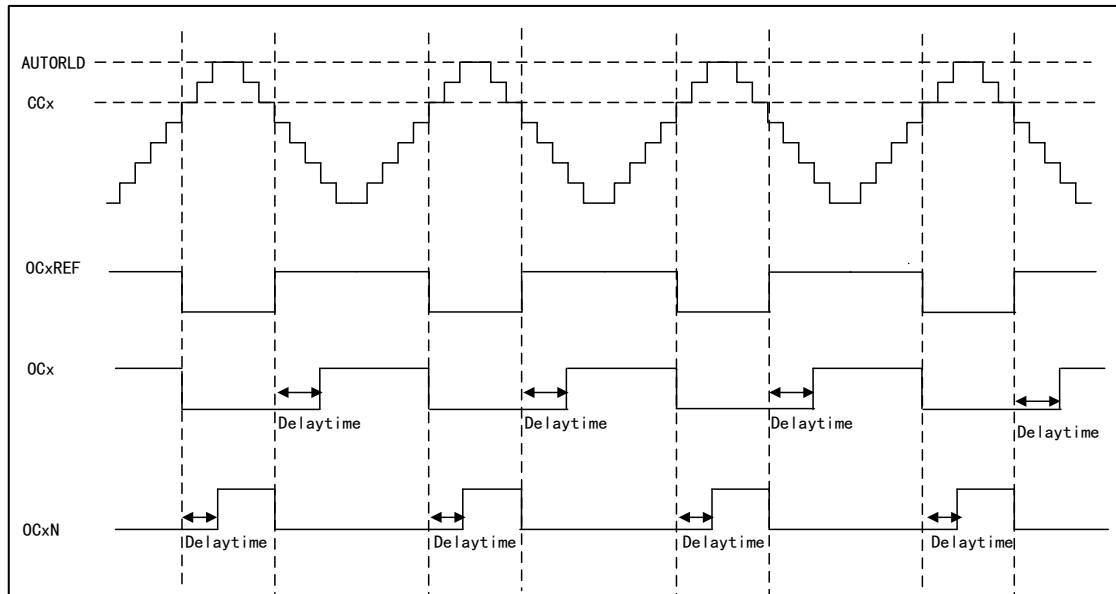 AUTORLD
CCx
OCxREF
OCx
Delaytime
Delaytime
Delaytime
Delaytime
OCxN
Delaytime
Delaytime
Delaytime
Delaytime